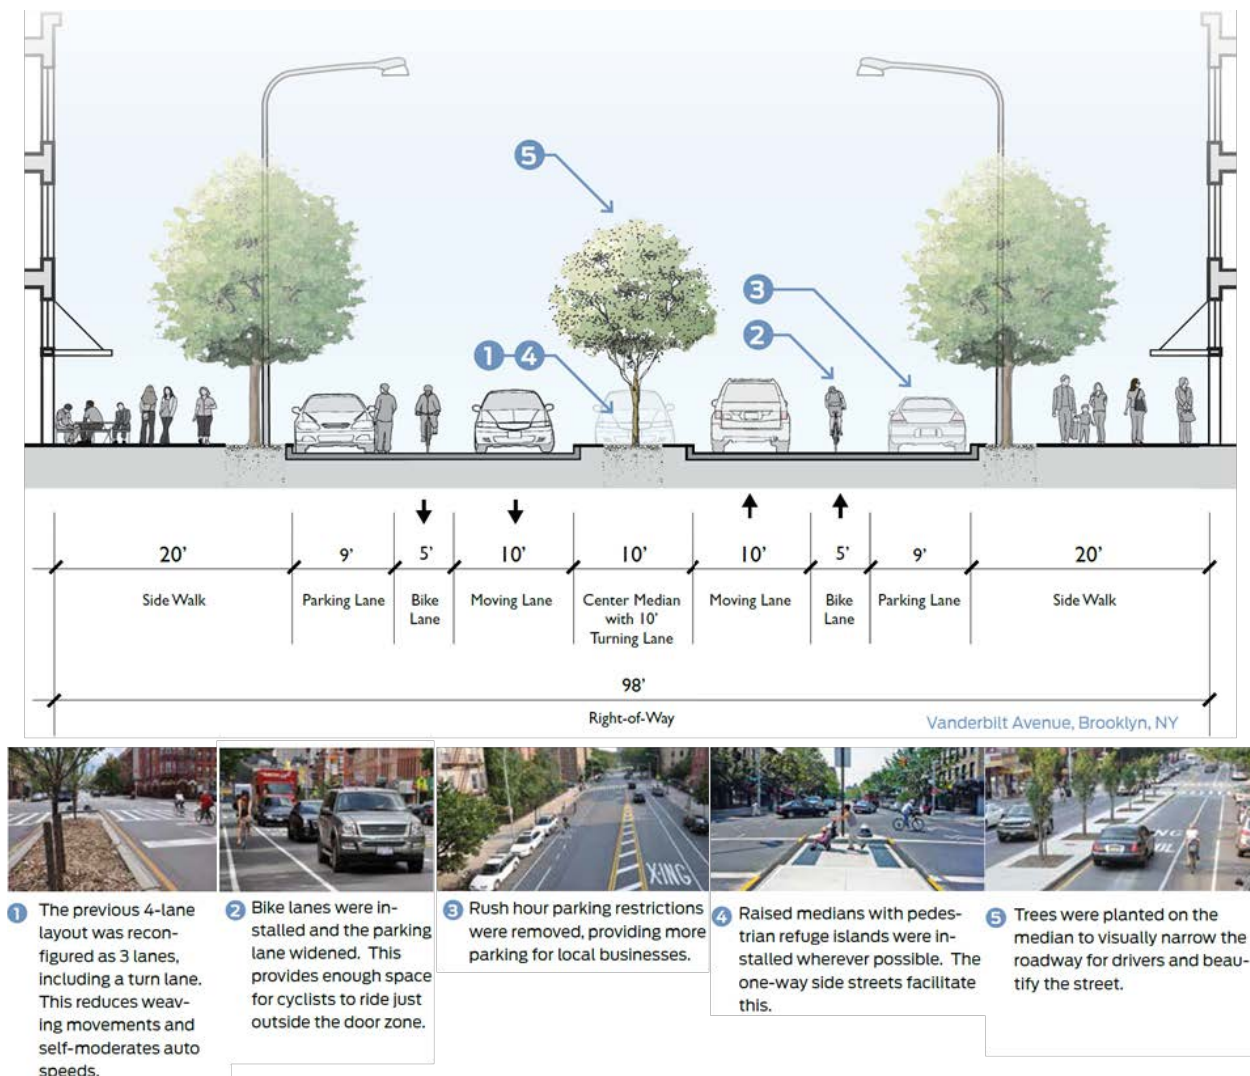 5
3
2
1
4
20'
9'
5'
10'
10'
10'
5'
9'
20'
Side Walk
Parking Lane
Bike
Lane
Moving Lane
Center Median
with 10'
Turning Lane
Moving Lane
Bike
Lane
Parking Lane
Side Walk
98'
Right-of-Way
Vanderbilt Avenue, Brooklyn, NY
XING
1 The previous 4-lane
layout was recon-
figured as 3 lanes,
including a turn lane.
This reduces weav-
ing movements and
self-moderates auto
speeds.
2 Bike lanes were in-
stalled and the parking
lane widened. This
provides enough space
for cyclists to ride just
outside the door zone.
3 Rush hour parking restrictions
were removed, providing more
parking for local businesses.
4 Raised medians with pedes-
trian refuge islands were in-
stalled wherever possible. The
one-way side streets facilitate
this.
5 Trees were planted on the
median to visually narrow the
roadway for drivers and beau-
tify the street.